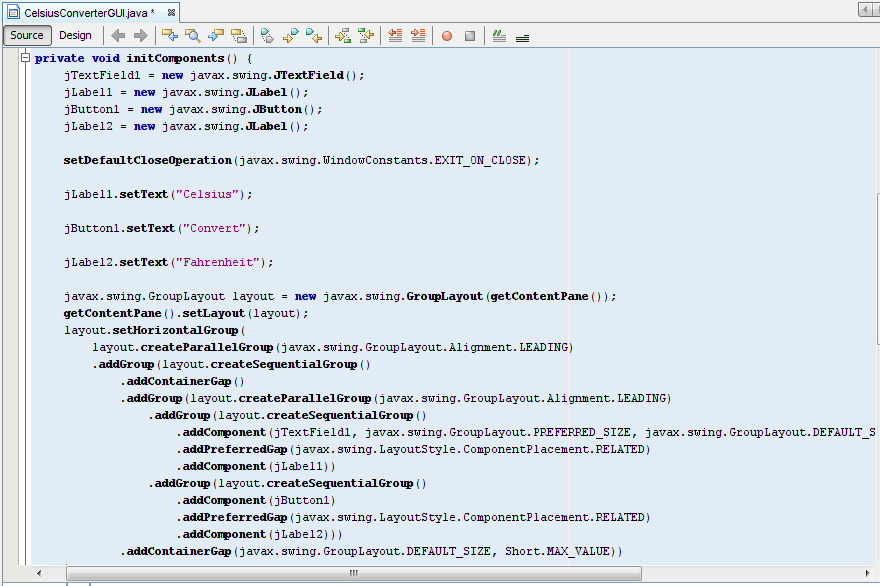 CelsiusConverterGUI.java *
Source Design
private void initComponents() {
jTextField1 = new javax.swing.JTextField();
jLabel1 = new javax.swing.JLabel();
jButton1 = new javax.swing.JButton();
jLabel2 = new javax.swing.JLabel();
setDefaultCloseOperation(javax.swing.WindowConstants.EXIT_ON_CLOSE);
jLabel1.setText("Celsius");
jButton1.setText("Convert");
jLabel2.setText("Fahrenheit");
javax.swing.GroupLayout layout = new javax.swing.GroupLayout(getContentPane());
getContentPane().setLayout(layout);
layout.setHorizontalGroup(
layout.createParallelGroup(javax.swing.GroupLayout.Alignment.LEADING)
.addGroup(layout.createSequentialGroup()
.addContainerGap()
.addGroup(layout.createParallelGroup(javax.swing.GroupLayout.Alignment.LEADING)
.addGroup(layout.createSequentialGroup()
.addComponent(jTextField1, javax.swing.GroupLayout.PREFERRED_SIZE, javax.swing.GroupLayout.DEFAULT_S
.addPreferredGap(javax.swing.LayoutStyle.ComponentPlacement.RELATED)
.addComponent(jLabel1))
.addGroup(layout.createSequentialGroup()
.addComponent(jButton1)
.addPreferredGap(javax.swing.LayoutStyle.ComponentPlacement.RELATED)
.addComponent(jLabel2)))
.addContainerGap(javax.swing.GroupLayout.DEFAULT_SIZE, Short.MAX_VALUE))